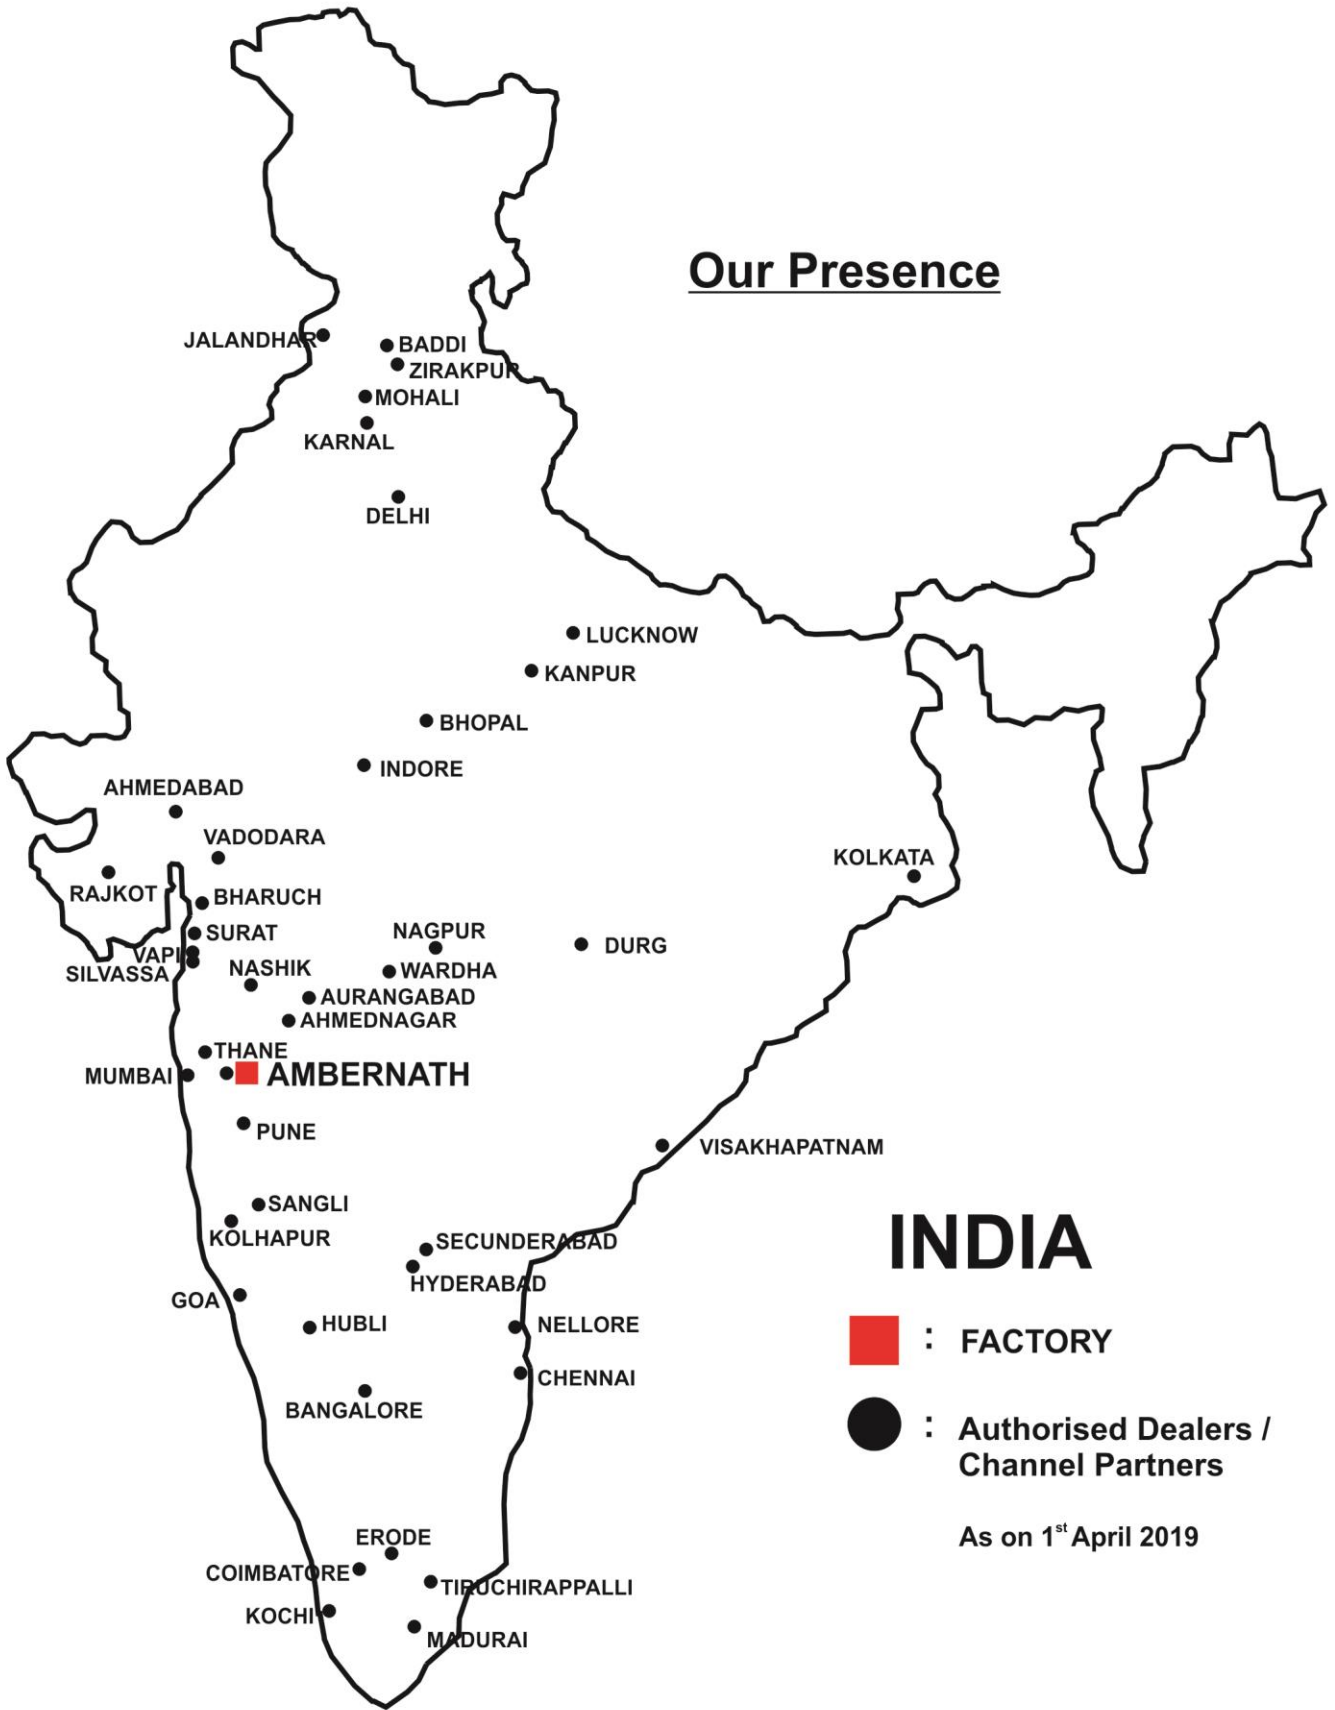 Our Presence
JALANDHAR
BADDI
ZIRAKPUR
MOHALI
KARNAL
DELHI
LUCKNOW
KANPUR
BHOPAL
INDORE
AHMEDABAD
VADODARA
KOLKATA
RAJKOT
BHARUCH
SURAT
NAGPUR
DURG
VAPI
SILVASSA
NASHIK
WARDHA
AURANGABAD
AHMEDNAGAR
THANE
MUMBAI
AMBERNATH
PUNE
VISAKHAPATNAM
SANGLI
KOLHAPUR
SECUNDERABAD
HYDERABAD
GOA
HUBLI
NELLORE
CHENNAI
BANGALORE
ERODE
COIMBATORE
TIRUCHIRAPPALLI
KOCHI
MADURAI
INDIA
: FACTORY
: Authorised Dealers /
Channel Partners
As on 1st April 2019